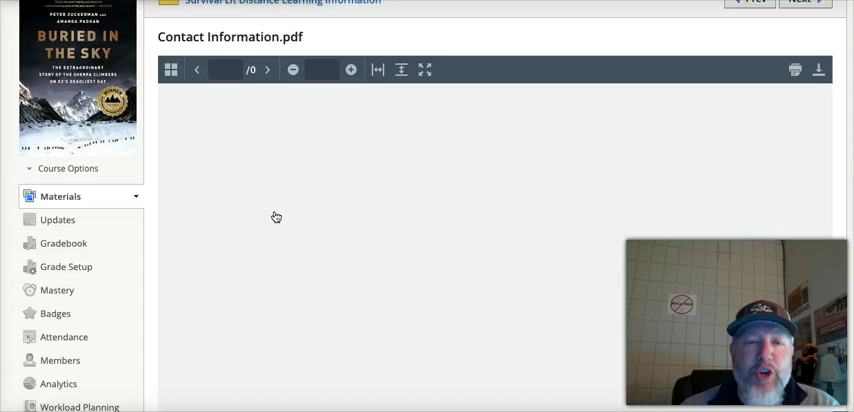 Survival Lit Distance Learning Information
Prev
Next
PETER ZUCKERMAN and
AMANDA PADOAN
BURIED IN
THE SKY
THE EXTRAORDINARY
STORY OF THE SHERPA CLIMBERS
ON K2'S DEADLIEST DAY
Contact Information.pdf
/0
Course Options
Materials
Updates
Gradebook
Grade Setup
Mastery
Badges
Attendance
Members
Analytics
Workload Planning